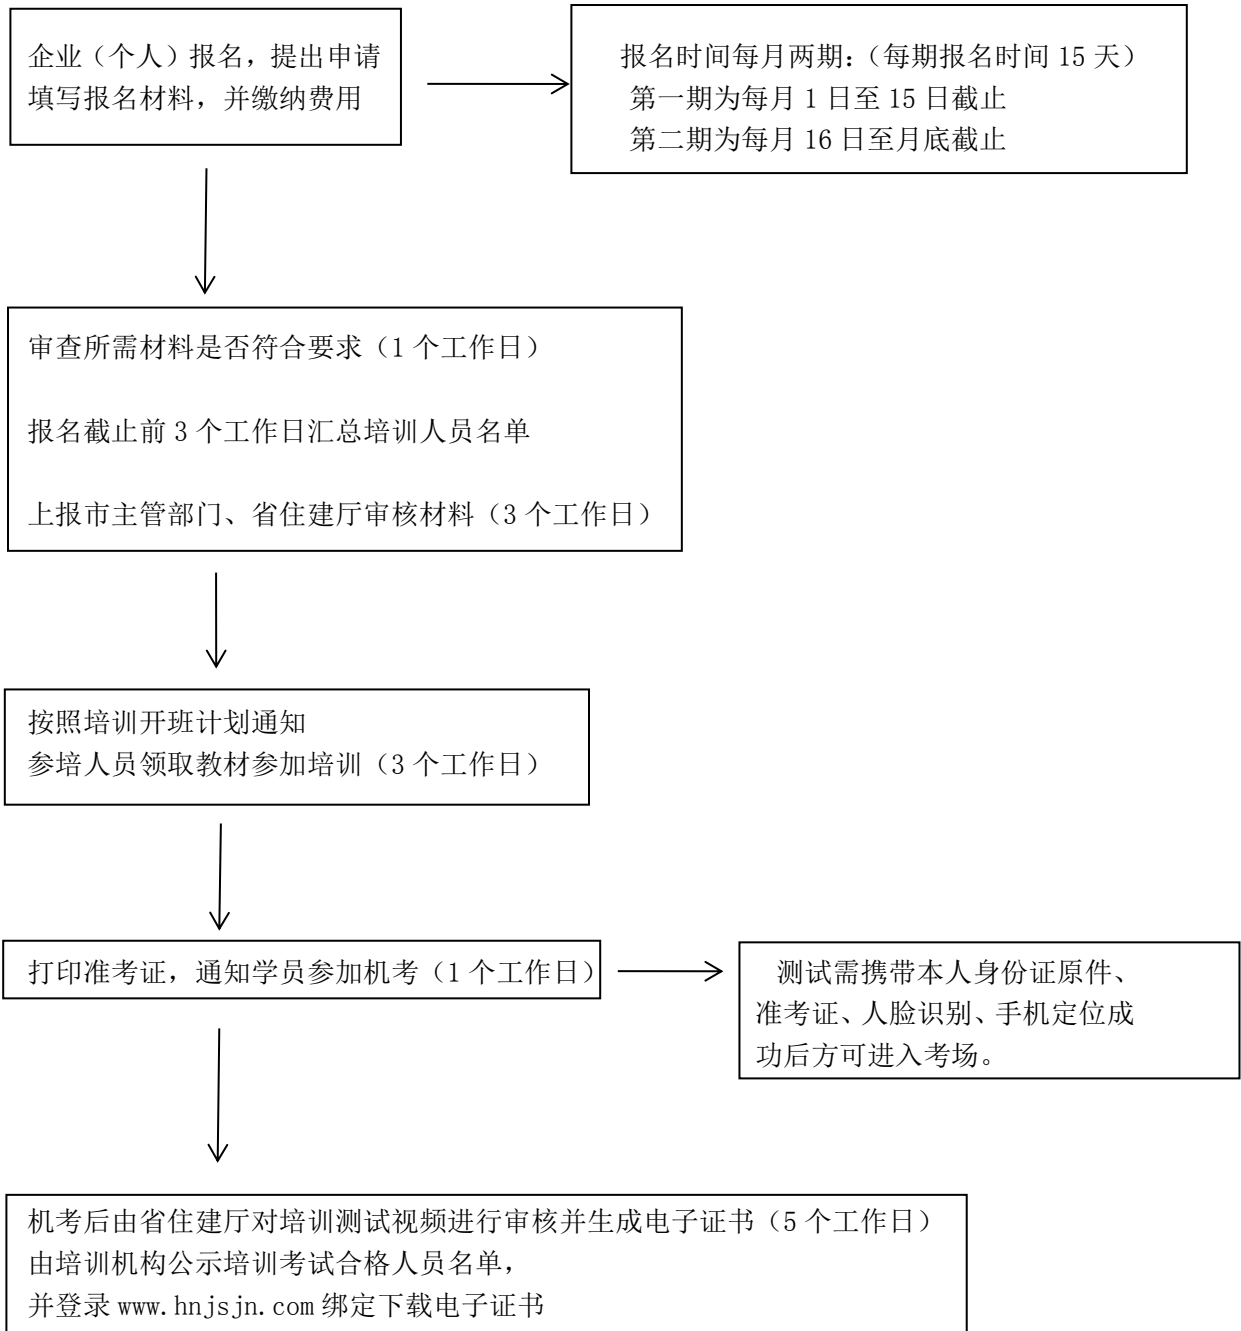 企业（个人）报名，提出申请
填写报名材料，并缴纳费用
报名时间每月两期：（每期报名时间 15 天）
第一期为每月 1 日至 15 日截止
第二期为每月 16 日至月底截止
审查所需材料是否符合要求（1 个工作日）
报名截止前 3 个工作日汇总培训人员名单
上报市主管部门、省住建厅审核材料（3 个工作日）
按照培训开班计划通知
参培人员领取教材参加培训（3 个工作日）
打印准考证，通知学员参加机考（1 个工作日）
测试需携带本人身份证原件、
准考证、人脸识别、手机定位成
功后方可进入考场。
机考后由省住建厅对培训测试视频进行审核并生成电子证书（5 个工作日）
由培训机构公示培训考试合格人员名单，
并登录 www.hnjsjn.com 绑定下载电子证书